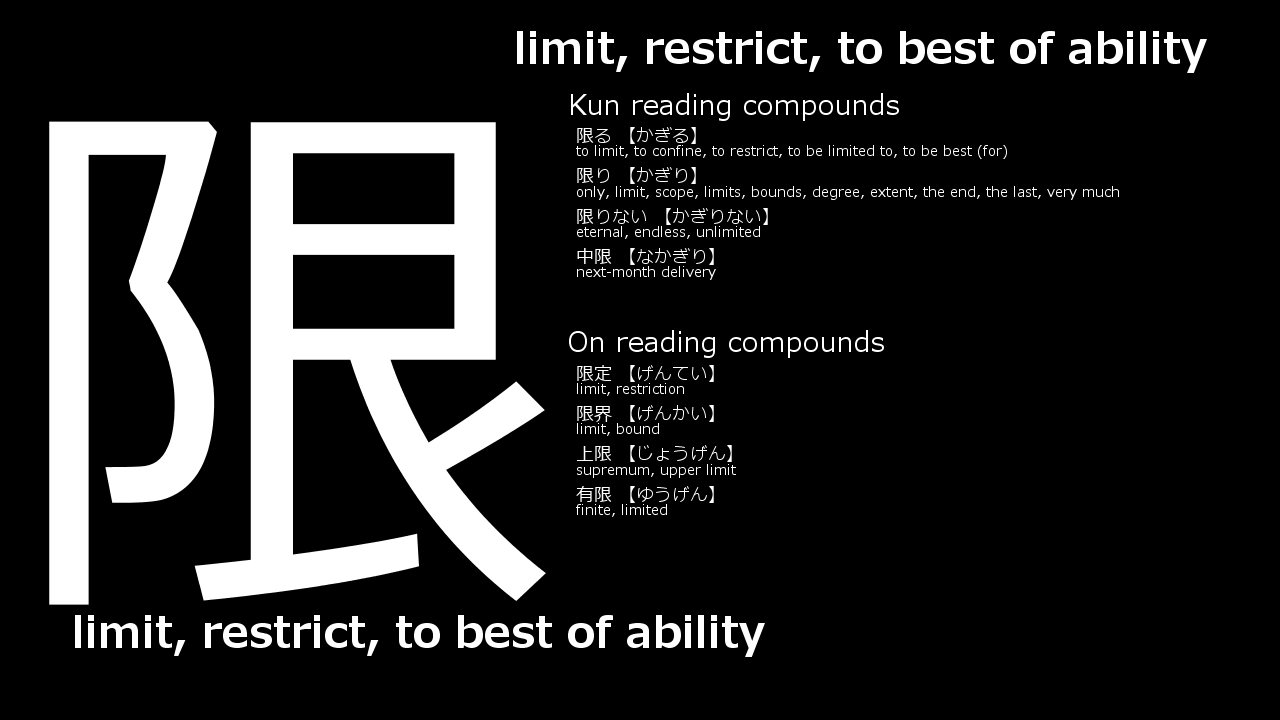 limit, restrict, to best of ability
限
Kun reading compounds
限る 【かぎる】
to limit, to confine, to restrict, to be limited to, to be best (for)
限り 【かぎり】
only, limit, scope, limits, bounds, degree, extent, the end, the last, very much
限りない 【かぎりない】
eternal, endless, unlimited
中限 【なかぎり】
next-month delivery
On reading compounds
限定 【げんてい】
limit, restriction
限界 【げんかい】
limit, bound
上限 【じょうげん】
supremum, upper limit
有限 【ゆうげん】
finite, limited
limit, restrict, to best of ability